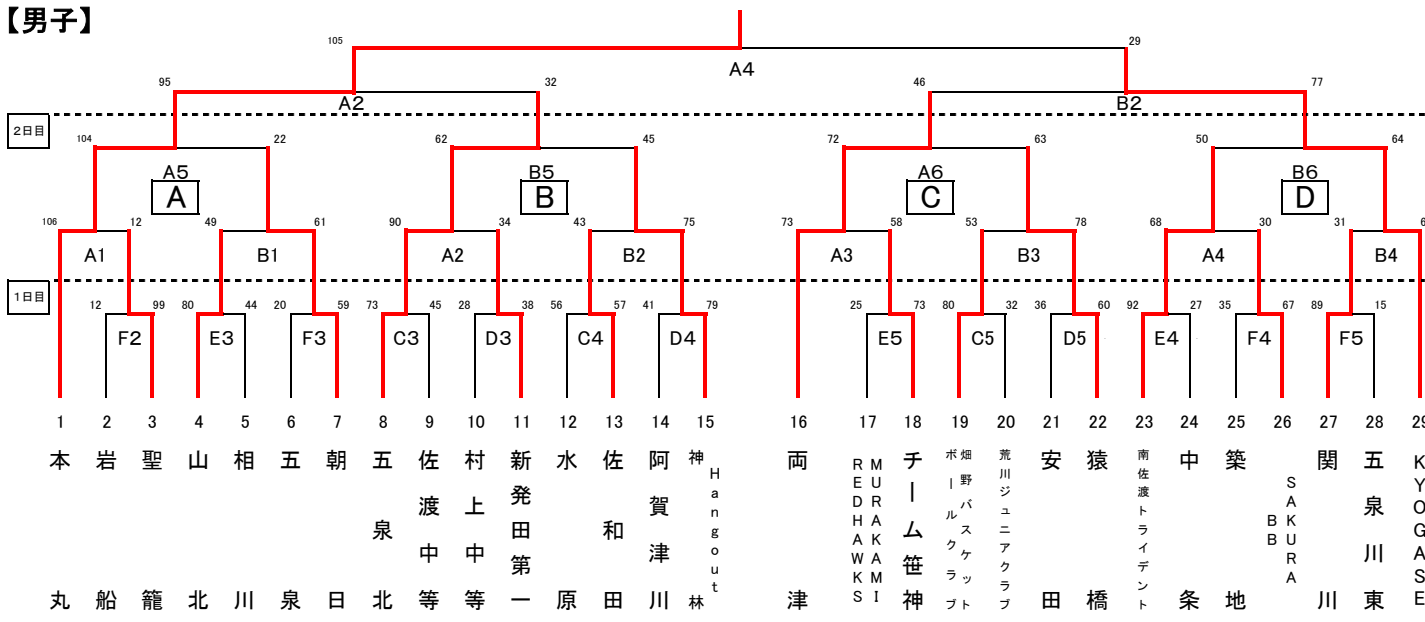 【男子】
105 29
A4
95 32 46 77
A2 B2
2日目
104 22 62 45 72 63 50 64
A5 B5 A6 B6
A B C D
106 12 49 61 90 34 43 75 73 58 53 78 68 30 31
A1 B1 A2 B2 A3 B3 A4 B4
1日目
12 99 80 44 20 59 73 45 28 38 56 57 41 79 25 73 80 32 36 60 92 27 35 67 89 15
F2 E3 F3 C3 D3 C4 D4 E5 C5 D5 E4 F4 F5
1 2 3 4 5 6 7 8 9 10 11 12 13 14 15 16 17 18 19 20 21 22 23 24 25 26 27 28 29
本丸
岩船
聖籠
山北
相川
五泉
朝日
五泉北
佐渡中等
村上中等
新発田第一
水原
佐和田
阿賀津川
神林
Hangout
両津
MURAKAMI
REDHAWKS
チーム笹神
畑野バスケット
ボールクラブ
荒川ジュニアクラブ
安田
猿橋
南佐渡トライデント
中条
築地
SAKURA
BB
関川
五泉川東
KYOGASE